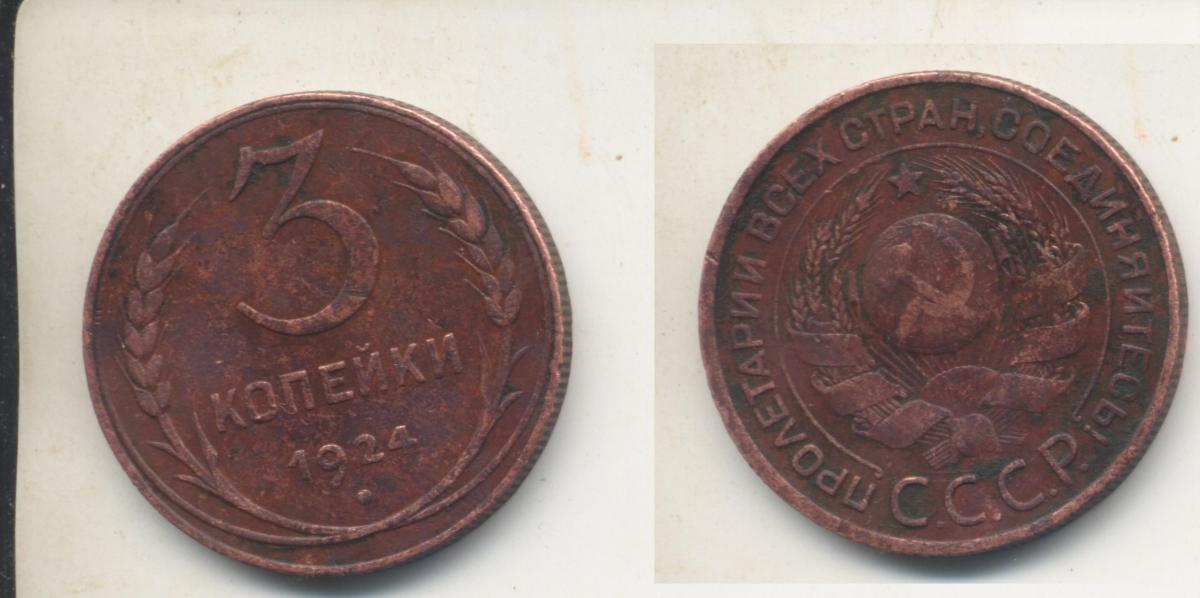 3
КОПЕЙКИ
1924
ПРОЛЕТАРИИ ВСЕХ СТРАН, СОЕДИНЯЙТЕСЬ!
С.С.С.Р.